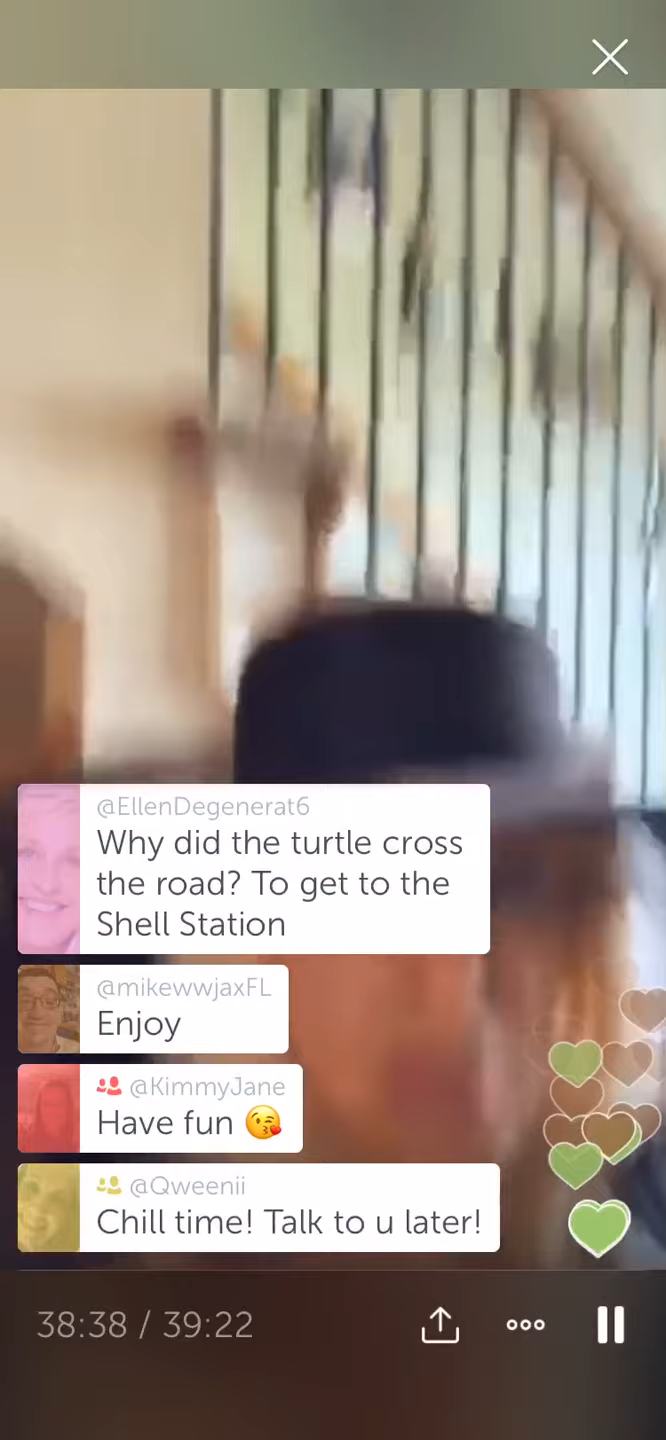 @EllenDegenerat6
Why did the turtle cross
the road? To get to the
Shell Station
@mikewwjaxFL
Enjoy
@KimmyJane
Have fun 😘
@Qweenii
Chill time! Talk to u later!
38:38 / 39:22